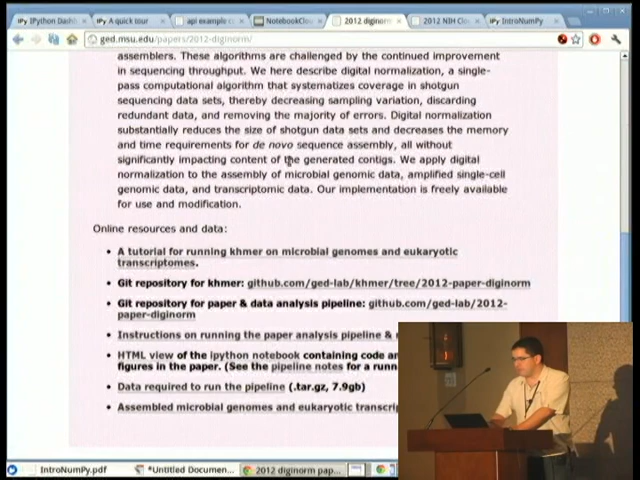 IPy IPython Dash
IPy A quick tour
api example c
NotebookClou
2012 diginorm
2012 NIH Clo
IPy IntroNumPy
ged.msu.edu/papers/2012-diginorm/
assemblers. These algorithms are challenged by the continued improvement
in sequencing throughput. We here describe digital normalization, a single-
pass computational algorithm that systematizes coverage in shotgun
sequencing data sets, thereby decreasing sampling variation, discarding
redundant data, and removing the majority of errors. Digital normalization
substantially reduces the size of shotgun data sets and decreases the memory
and time requirements for de novo sequence assembly, all without
significantly impacting content of the generated contigs. We apply digital
normalization to the assembly of microbial genomic data, amplified single-cell
genomic data, and transcriptomic data. Our implementation is freely available
for use and modification.
Online resources and data:
• A tutorial for running khmer on microbial genomes and eukaryotic
transcriptomes.
• Git repository for khmer: github.com/ged-lab/khmer/tree/2012-paper-diginorm
• Git repository for paper & data analysis pipeline: github.com/ged-lab/2012-
paper-diginorm
• Instructions on running the paper analysis pipeline &
• HTML view of the ipython notebook containing code an
figures in the paper. (See the pipeline notes for a runn
• Data required to run the pipeline (.tar.gz, 7.9gb)
• Assembled microbial genomes and eukaryotic transcrip
IntroNumPy.pdf
*Untitled Documen...
2012 diginorm pap...